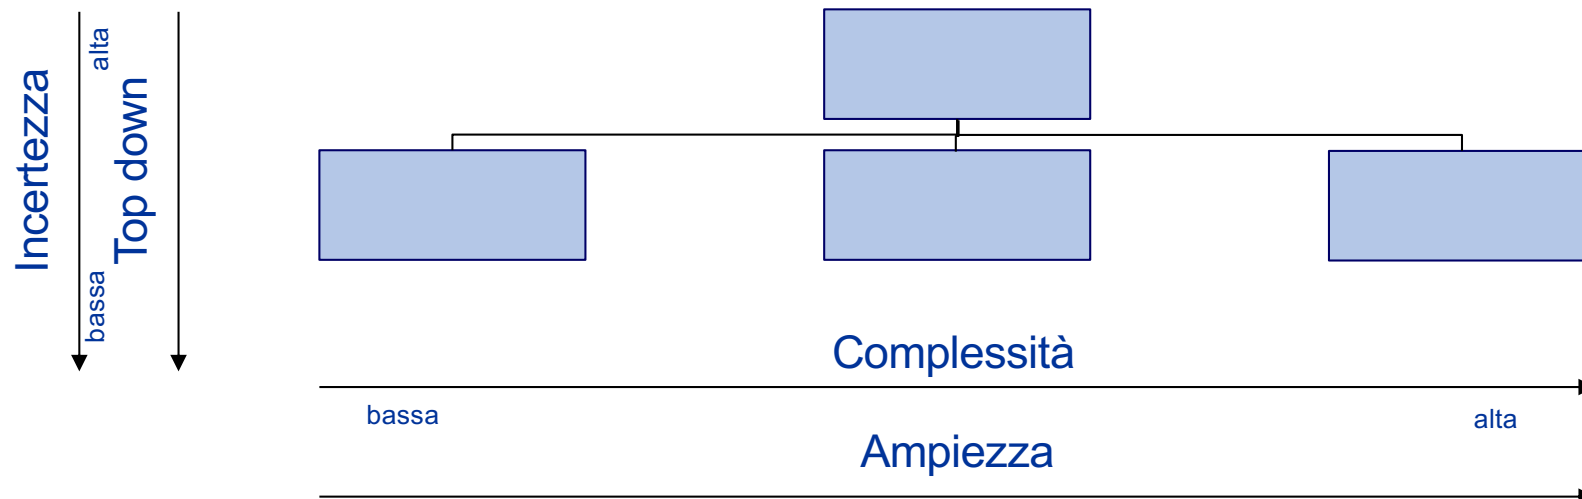 Incertezza
alta
bassa
Top down
Complessità
bassa
alta
Ampiezza